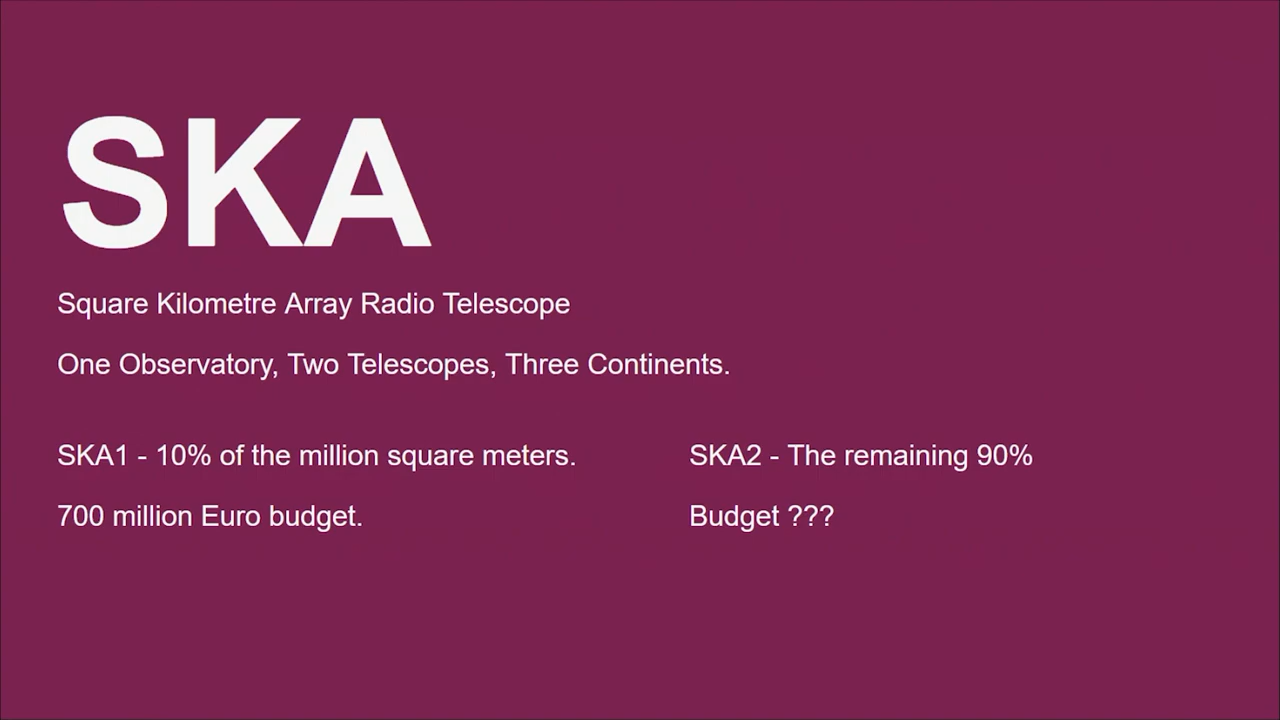 SKA
Square Kilometre Array Radio Telescope
One Observatory, Two Telescopes, Three Continents.
SKA1 - 10% of the million square meters.
700 million Euro budget.
SKA2 - The remaining 90%
Budget ???